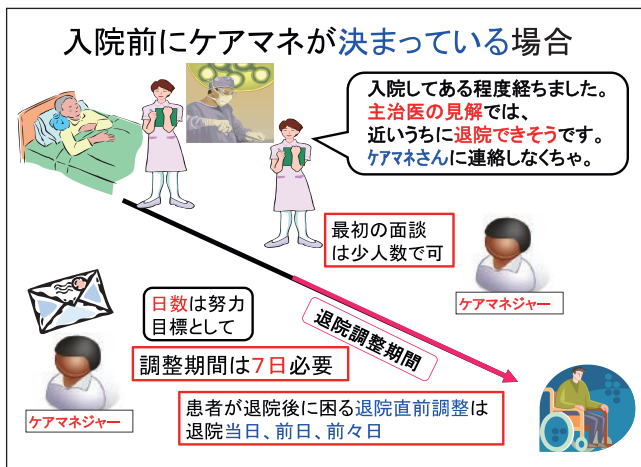 入院前にケアマネが決まっている場合
入院してある程度経ちました。
主治医の見解では、
近いうちに退院できそうです。
ケアマネさんに連絡しなくちゃ。
最初の面談
は少人数で可
ケアマネジャー
日数は努力
目標として
退院調整期間
調整期間は７日必要
ケアマネジャー
患者が退院後に困る退院直前調整は
退院当日、前日、前々日